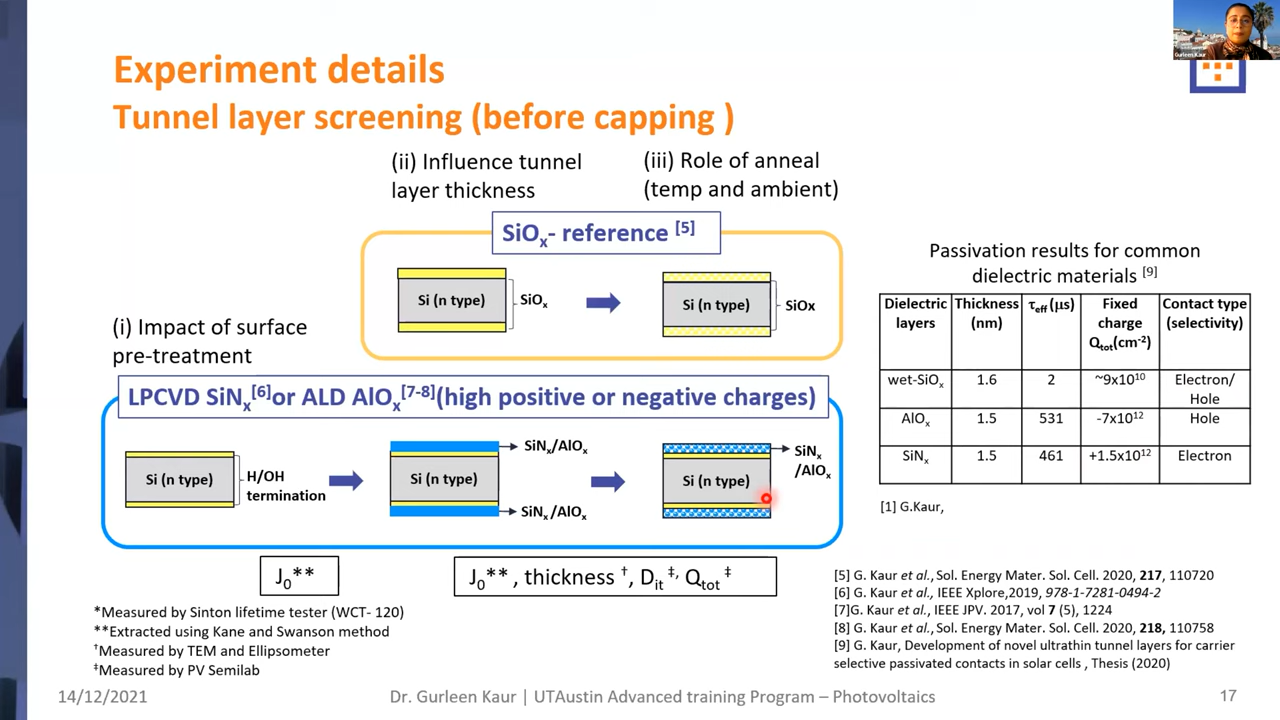 Gurleen Kaur
Experiment details
Tunnel layer screening (before capping )
(ii) Influence tunnel
layer thickness
(iii) Role of anneal
(temp and ambient)
SiOx- reference [5]
Si (n type)
SiOx
Si (n type)
SiOx
(i) Impact of surface
pre-treatment
LPCVD SiNx[6]or ALD AlOx[7-8](high positive or negative charges)
Si (n type)
H/OH
termination
SiNx/AlOx
Si (n type)
SiNx/AlOx
Si (n type)
SiNx
/AlOx
J0**
J0** , thickness †, Dit ‡, Qtot ‡
*Measured by Sinton lifetime tester (WCT- 120)
**Extracted using Kane and Swanson method
†Measured by TEM and Ellipsometer
‡Measured by PV Semilab
Passivation results for common
dielectric materials [9]
Dielectric layers Thickness (nm) τeff (μs) Fixed charge Qtot(cm-2) Contact type (selectivity)
wet-SiOx 1.6 2 ~9x10^10 Electron/ Hole
AlOx 1.5 531 -7x10^12 Hole
SiNx 1.5 461 +1.5x10^12 Electron
[1] G.Kaur,
[5] G. Kaur et al., Sol. Energy Mater. Sol. Cell. 2020, 217, 110720
[6] G. Kaur et al., IEEE Xplore,2019, 978-1-7281-0494-2
[7]G. Kaur et al., IEEE JPV. 2017, vol 7 (5), 1224
[8] G. Kaur et al., Sol. Energy Mater. Sol. Cell. 2020, 218, 110758
[9] G. Kaur, Development of novel ultrathin tunnel layers for carrier
selective passivated contacts in solar cells , Thesis (2020)
14/12/2021
Dr. Gurleen Kaur | UTAustin Advanced training Program – Photovoltaics
17